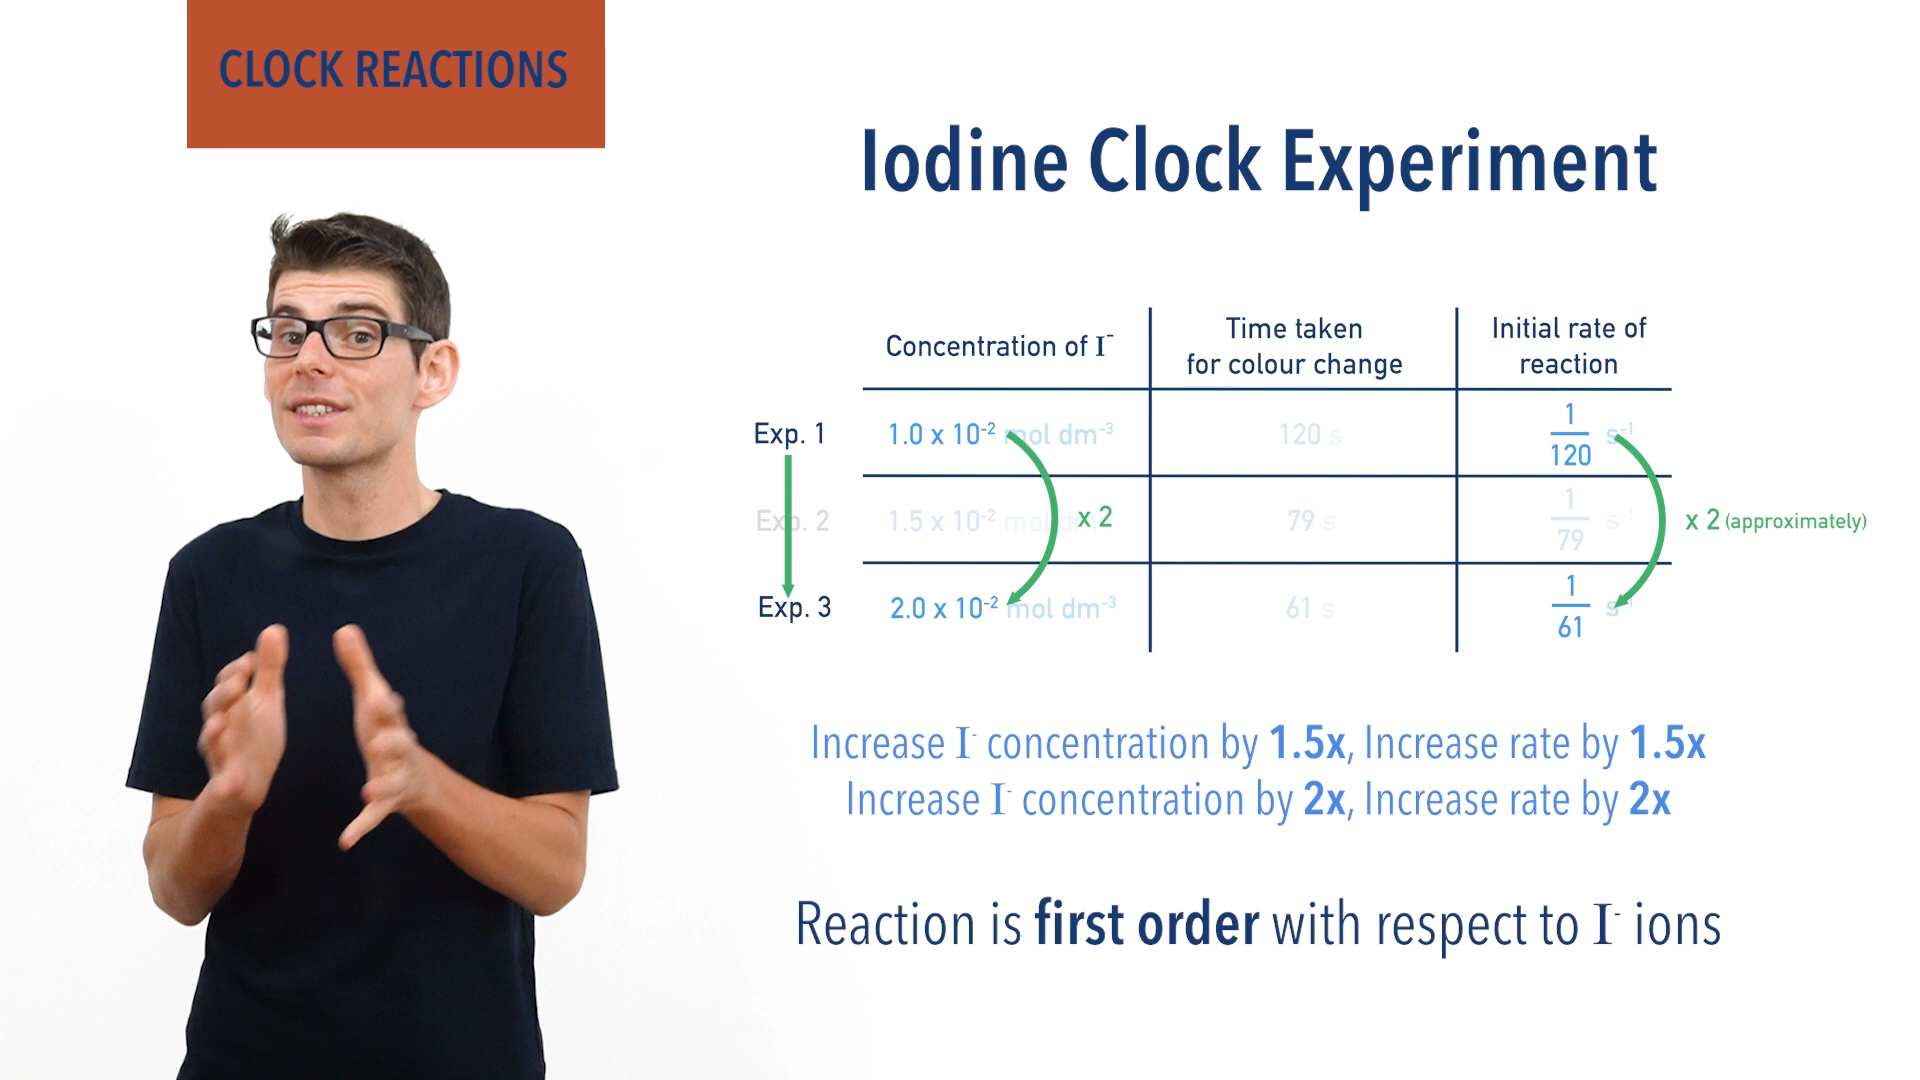 CLOCK REACTIONS
Iodine Clock Experiment
Concentration of I⁻
Time taken
for colour change
Initial rate of
reaction
Exp. 1
1.0 x 10⁻² mol dm⁻³
120 s
1/120 s⁻¹
Exp. 2
1.5 x 10⁻² mol dm
x 2
79 s
1/79 s⁻¹
x 2 (approximately)
Exp. 3
2.0 x 10⁻² mol dm⁻³
61 s
1/61 s⁻¹
Increase I⁻ concentration by 1.5x, Increase rate by 1.5x
Increase I⁻ concentration by 2x, Increase rate by 2x
Reaction is first order with respect to I⁻ ions